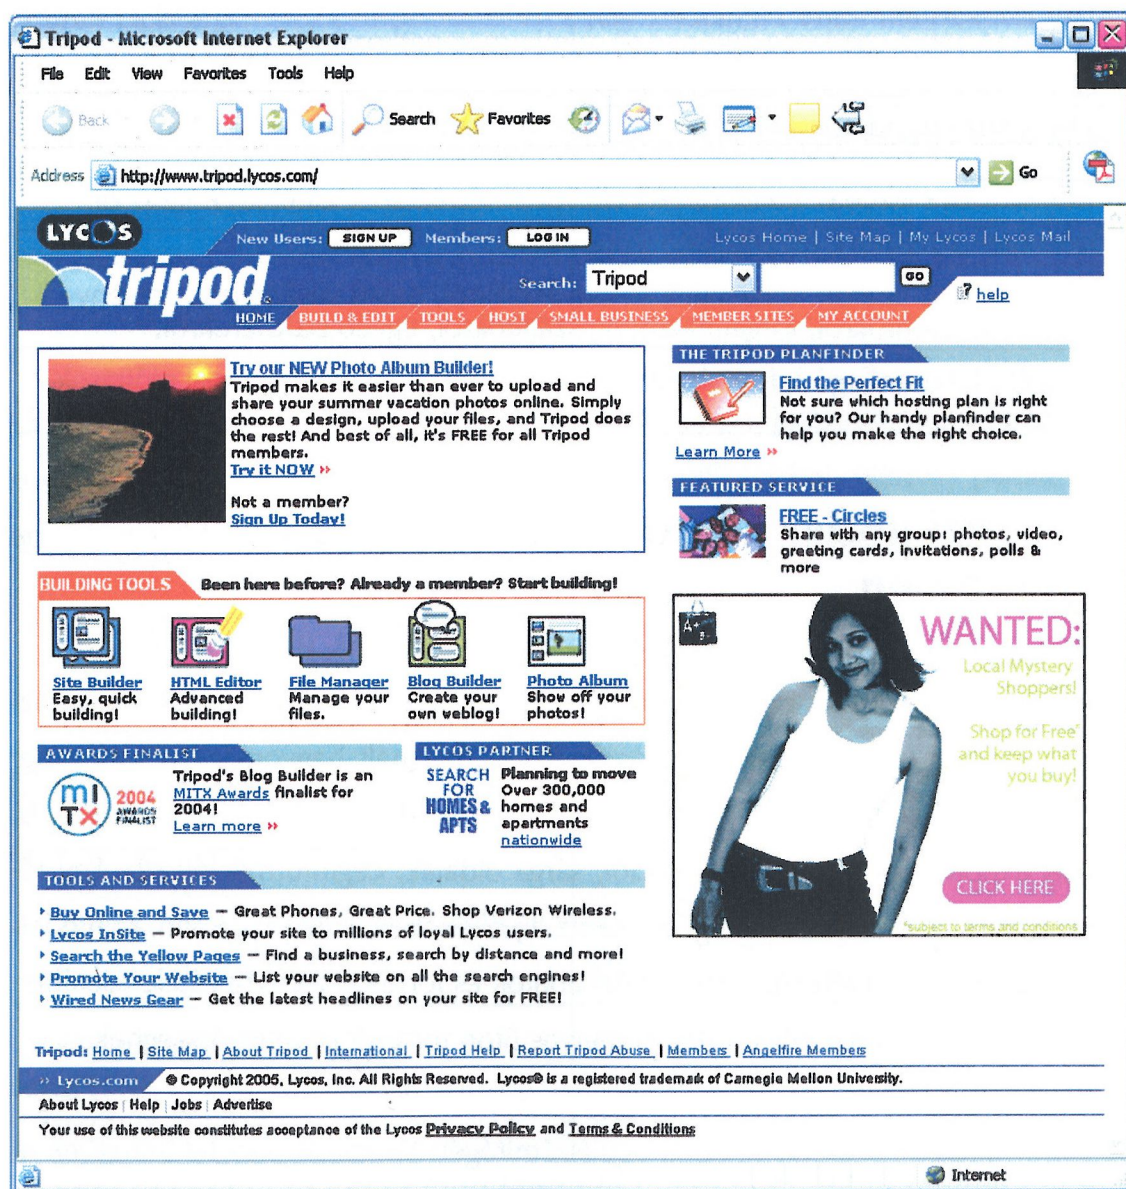 Tripod - Microsoft Internet Explorer
File Edit View Favorites Tools Help
Back Search Favorites
Address http://www.tripod.lycos.com/ Go
LYCOS New Users: SIGN UP Members: LOG IN Lycos Home | Site Map | My Lycos | Lycos Mail
tripod Search: Tripod GO
help
HOME BUILD & EDIT TOOLS HOST SMALL BUSINESS MEMBER SITES MY ACCOUNT
Try our NEW Photo Album Builder!
Tripod makes it easier than ever to upload and
share your summer vacation photos online. Simply
choose a design, upload your files, and Tripod does
the rest! And best of all, it's FREE for all Tripod
members.
Try it NOW »
Not a member?
Sign Up Today!
THE TRIPOD PLANFINDER
Find the Perfect Fit
Not sure which hosting plan is right
for you? Our handy planfinder can
help you make the right choice.
Learn More »
FEATURED SERVICE
FREE - Circles
Share with any group: photos, video,
greeting cards, invitations, polls &
more
BUILDING TOOLS Been here before? Already a member? Start building!
Site Builder
Easy, quick
building!
HTML Editor
Advanced
building!
File Manager
Manage your
files.
Blog Builder
Create your
own weblog!
Photo Album
Show off your
photos!
A+
WANTED:
Local Mystery
Shoppers!
Shop for Free*
and keep what
you buy!
CLICK HERE
*subject to terms and conditions
AWARDS FINALIST
MITX
2004
AWARDS
FINALIST
Tripod's Blog Builder is an
MITX Awards finalist for
2004!
Learn more »
LYCOS PARTNER
SEARCH
FOR
HOMES &
APTS
Planning to move
Over 300,000
homes and
apartments
nationwide
TOOLS AND SERVICES
Buy Online and Save — Great Phones, Great Price. Shop Verizon Wireless.
Lycos InSite — Promote your site to millions of loyal Lycos users.
Search the Yellow Pages — Find a business, search by distance and more!
Promote Your Website — List your website on all the search engines!
Wired News Gear — Get the latest headlines on your site for FREE!
Tripod: Home | Site Map | About Tripod | International | Tripod Help | Report Tripod Abuse | Members | Angelfire Members
» Lycos.com © Copyright 2005, Lycos, Inc. All Rights Reserved. Lycos® is a registered trademark of Carnegie Mellon University.
About Lycos | Help | Jobs | Advertise
Your use of this website constitutes acceptance of the Lycos Privacy Policy and Terms & Conditions
Internet